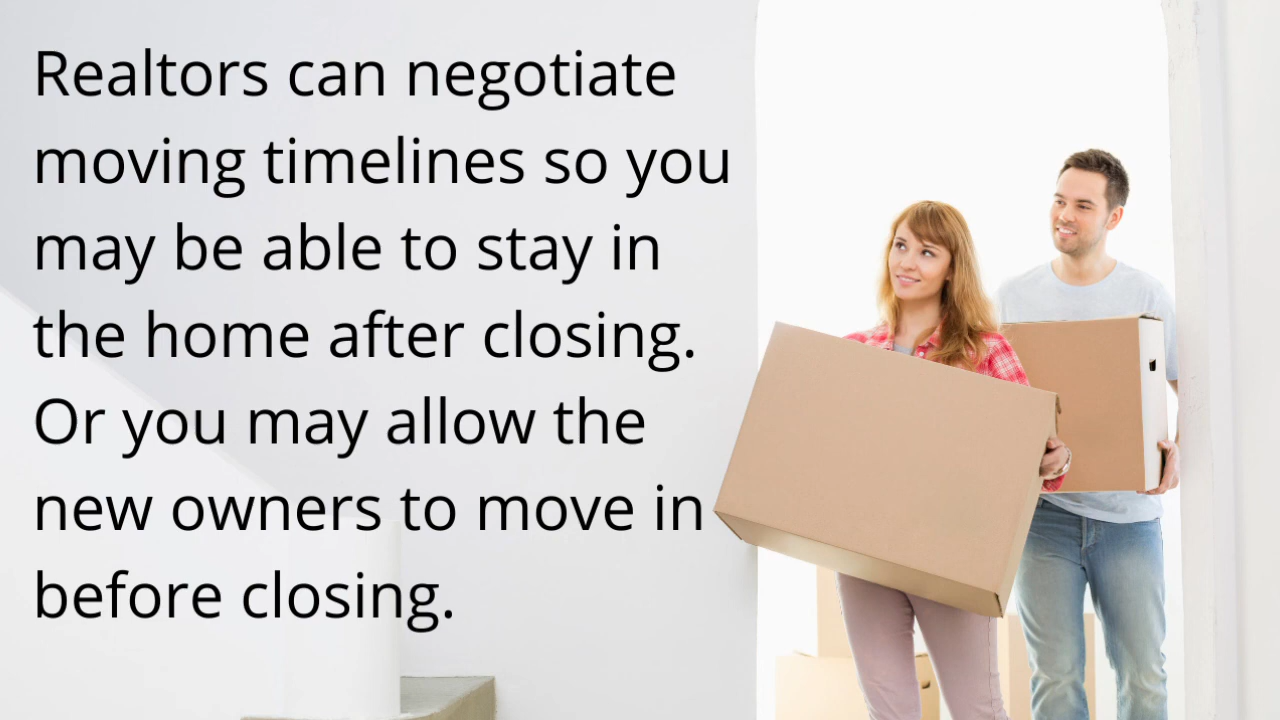 Realtors can negotiate
moving timelines so you
may be able to stay in
the home after closing.
Or you may allow the
new owners to move in
before closing.